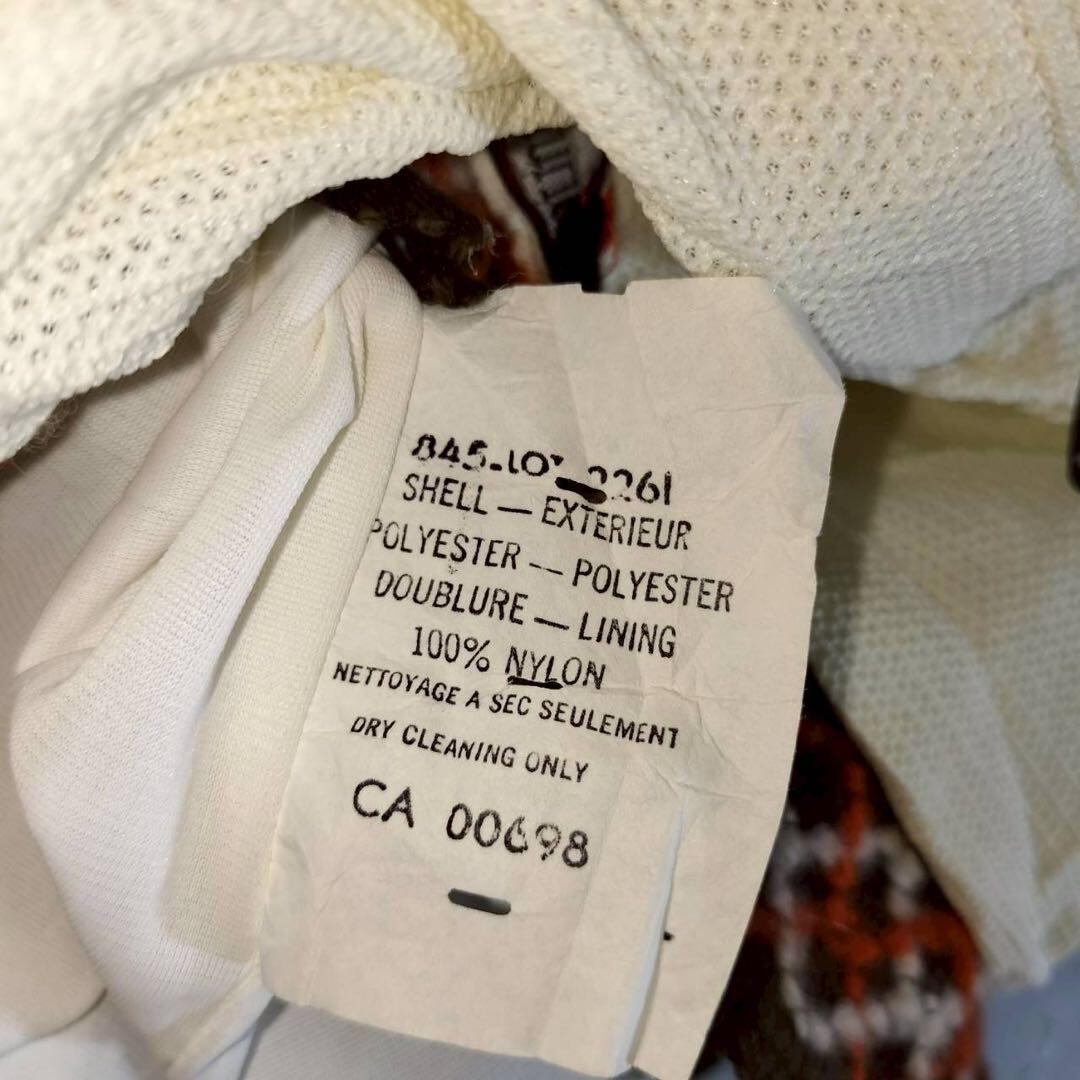 SHELL — EXTERIEUR
POLYESTER -- POLYESTER
DOUBLURE — LINING
100% NYLON
NETTOYAGE A SEC SEULEMENT
DRY CLEANING ONLY
CA 00698